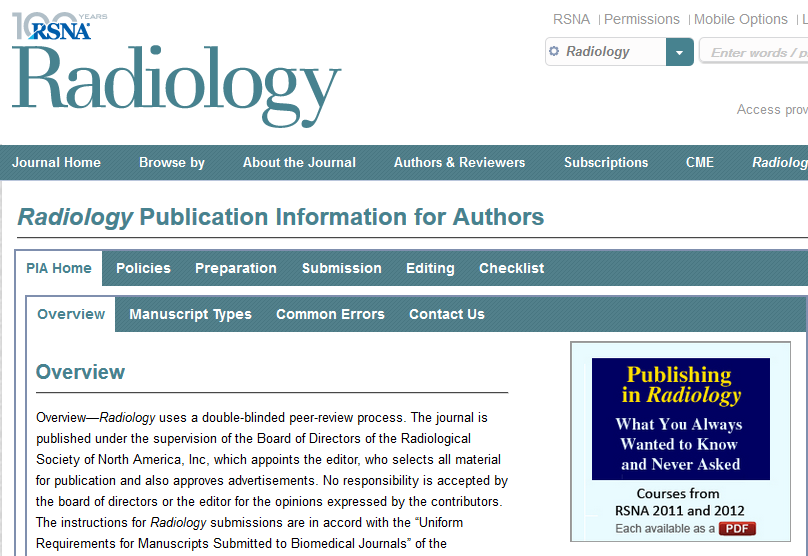 100 YEARS
RSNA
Radiology
RSNA | Permissions | Mobile Options |
Radiology
Enter words /
Access
Journal Home Browse by About the Journal Authors & Reviewers Subscriptions CME
Radiology Publication Information for Authors
PIA Home Policies Preparation Submission Editing Checklist
Overview Manuscript Types Common Errors Contact Us
Overview
Overview—Radiology uses a double-blinded peer-review process. The journal is
published under the supervision of the Board of Directors of the Radiological
Society of North America, Inc, which appoints the editor, who selects all material
for publication and also approves advertisements. No responsibility is accepted by
the board of directors or the editor for the opinions expressed by the contributors.
The instructions for Radiology submissions are in accord with the “Uniform
Requirements for Manuscripts Submitted to Biomedical Journals” of the
Publishing
in Radiology
What You Always
Wanted to Know
and Never Asked
Courses from
RSNA 2011 and 2012
Each available as a PDF